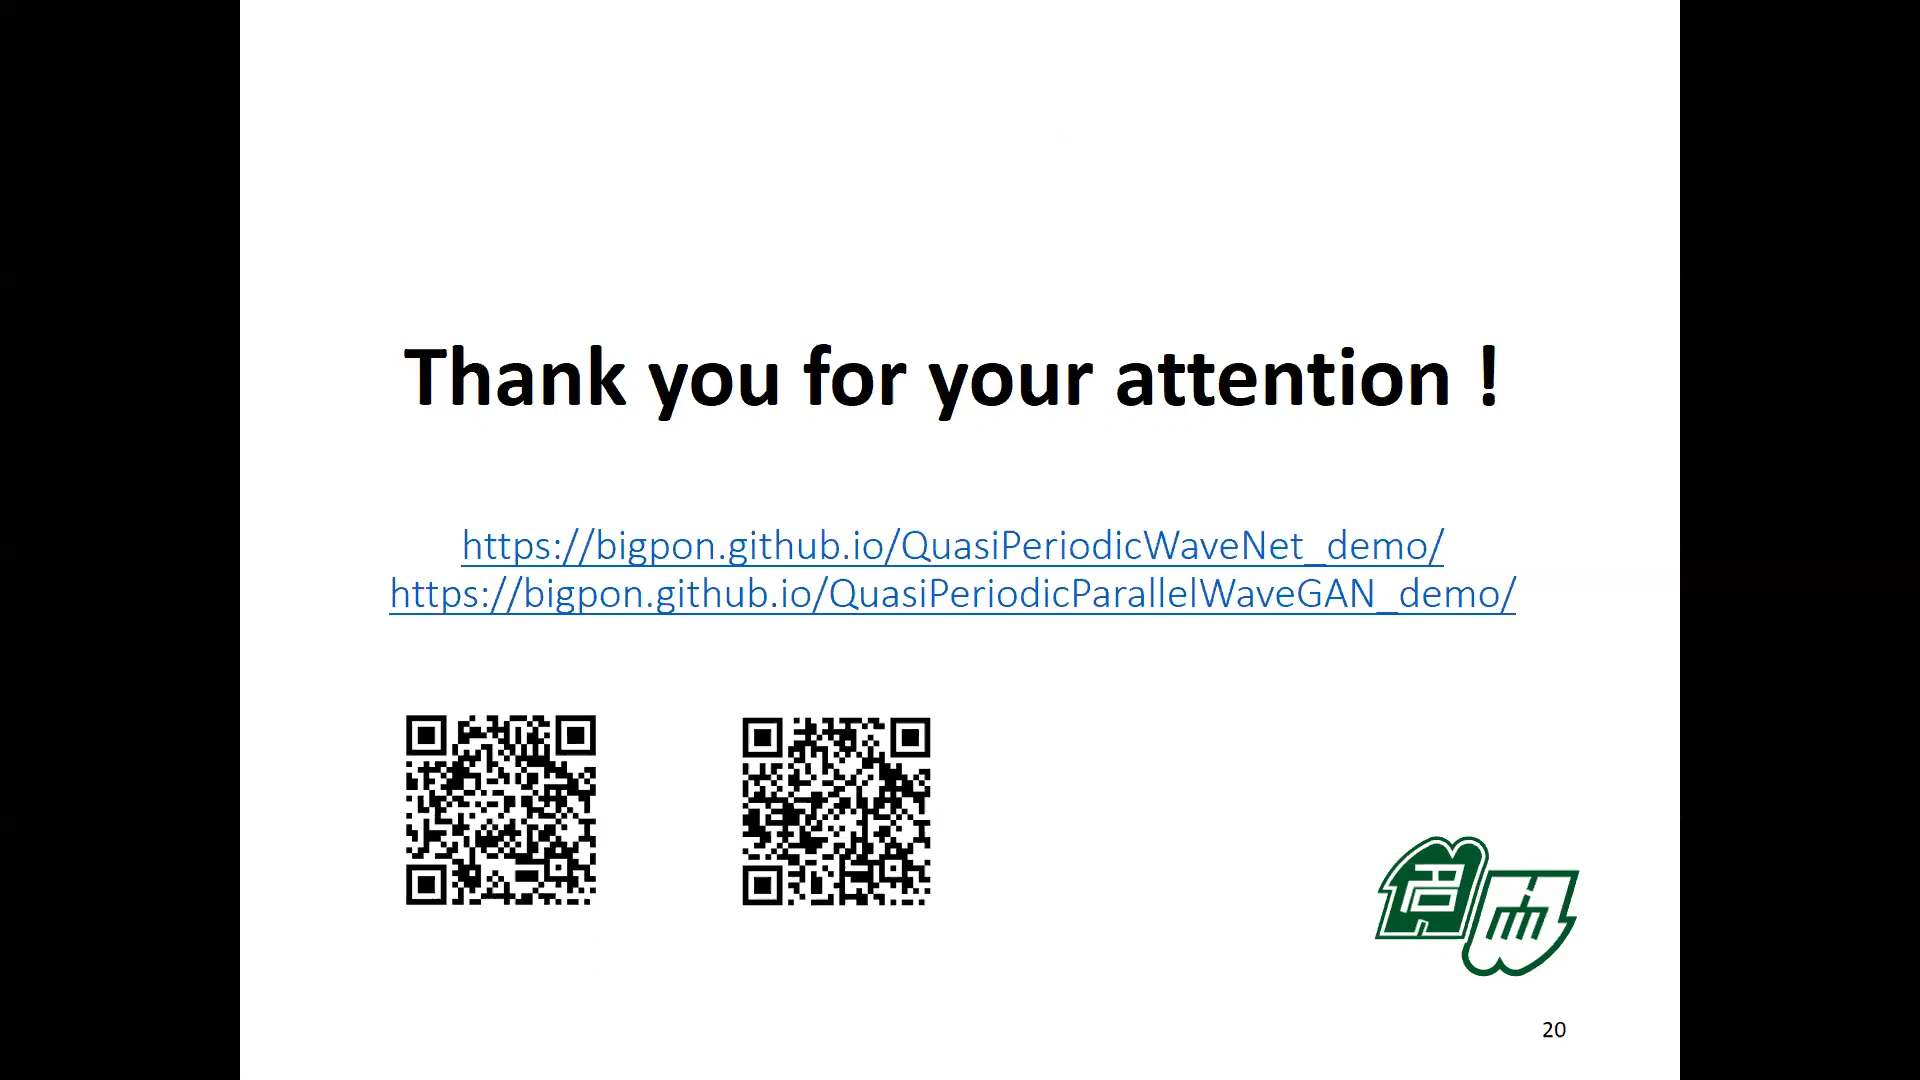 Thank you for your attention !
https://bigpon.github.io/QuasiPeriodicWaveNet_demo/
https://bigpon.github.io/QuasiPeriodicParallelWaveGAN_demo/
20